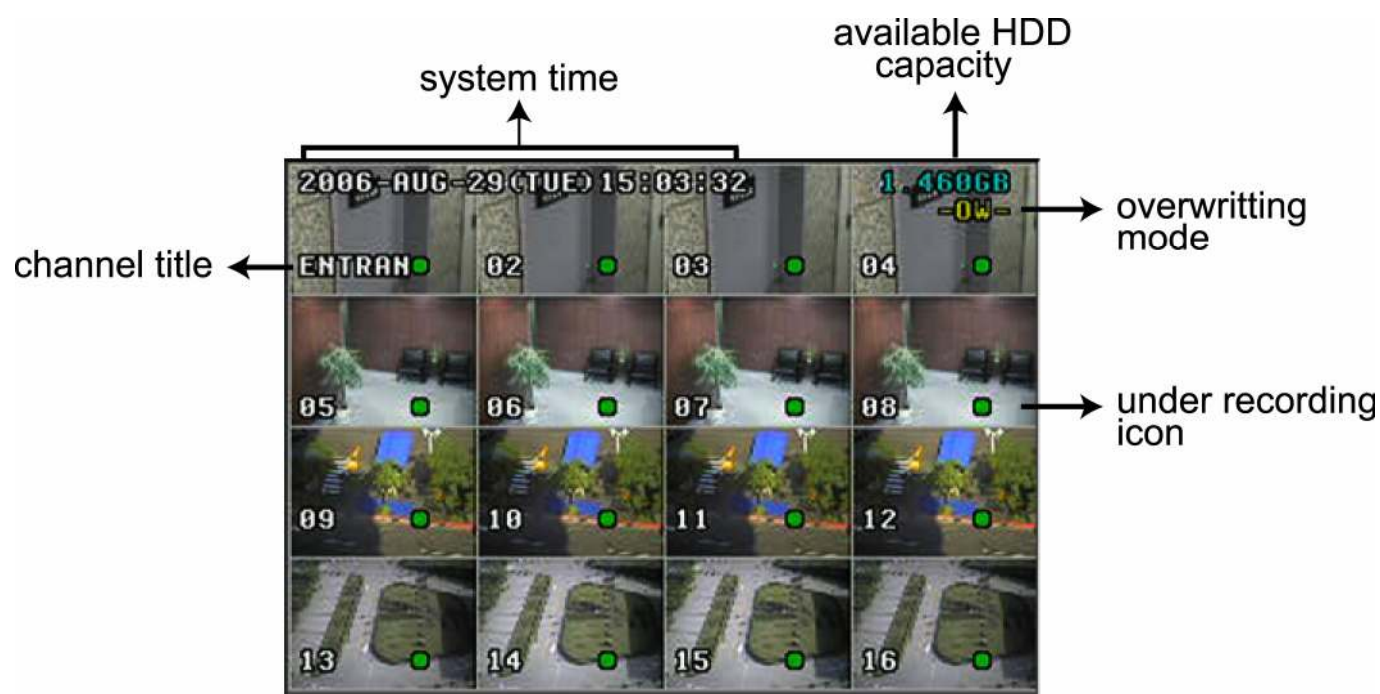 available HDD
capacity
system time
2006-AUG-29(TUE)15:03:32
1.460GB
-OW-
overwritting
mode
channel title
ENTRAN 02 03 04
05 06 07 08
under recording
icon
09 10 11 12
13 14 15 16